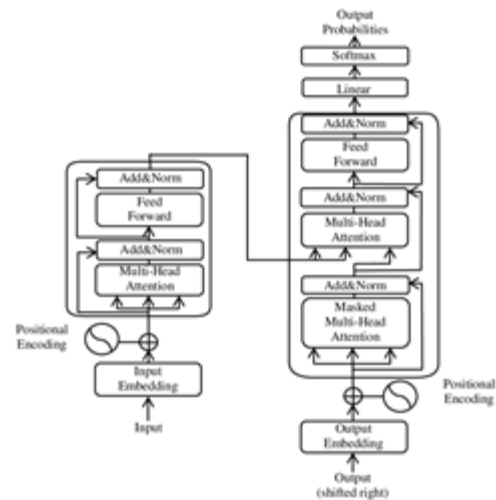 Output
Probabilities
Softmax
Linear
Add&Norm
Feed
Forward
Add&Norm
Multi-Head
Attention
Add&Norm
Masked
Multi-Head
Attention
Positional
Encoding
Output
Embedding
Output
(shifted right)
Add&Norm
Feed
Forward
Add&Norm
Multi-Head
Attention
Positional
Encoding
Input
Embedding
Input